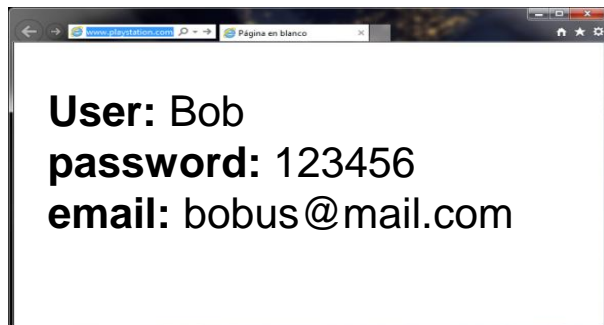 www.playstation.com
Página en blanco
User: Bob
password: 123456
email: bobus@mail.com